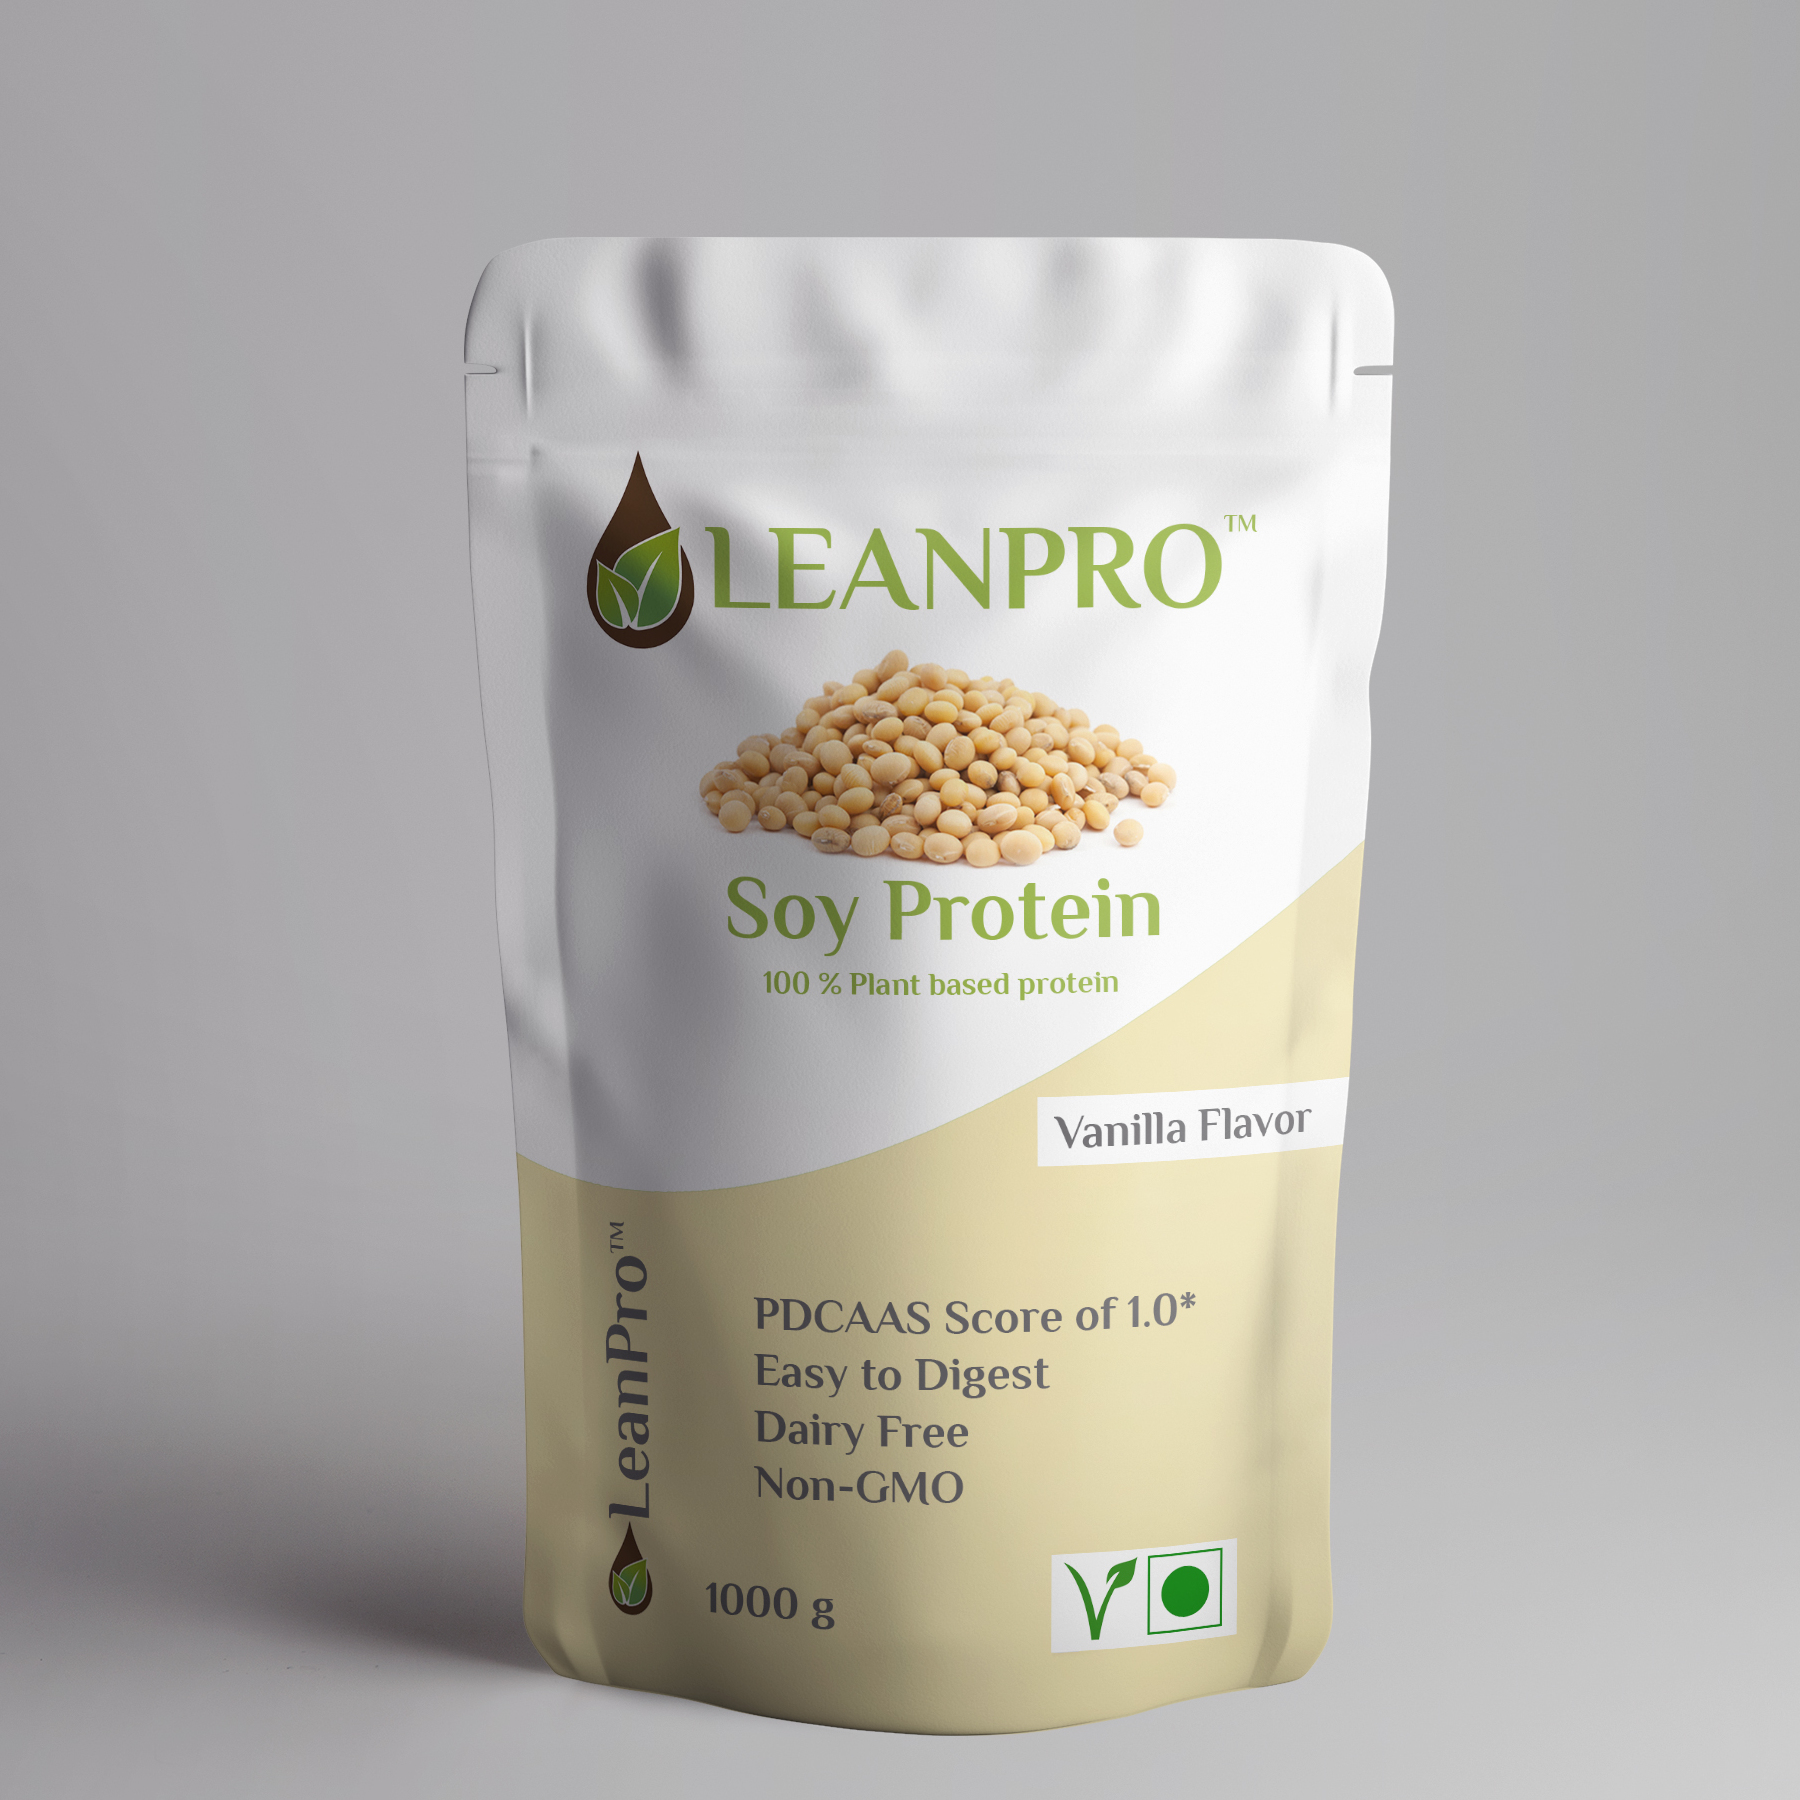 LEANPRO™
Soy Protein
100 % Plant based protein
Vanilla Flavor
LeanPro™
PDCAAS Score of 1.0*
Easy to Digest
Dairy Free
Non-GMO
1000 g